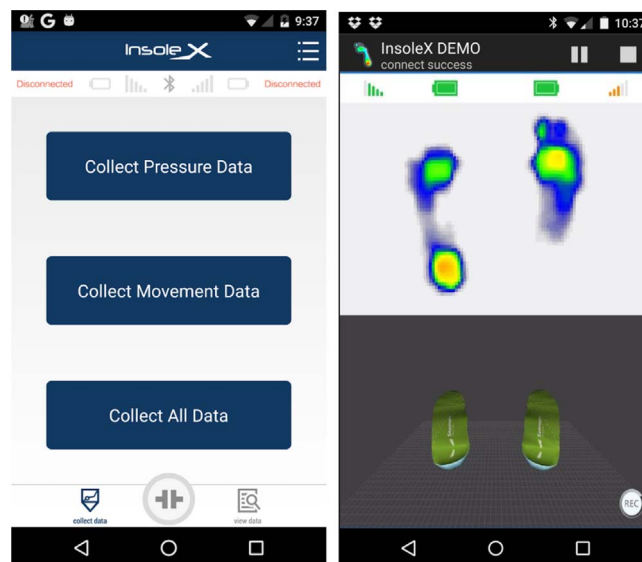 9:37
Insole X
Disconnected
Disconnected
Collect Pressure Data
Collect Movement Data
Collect All Data
collect data
view data
10:37
InsoleX DEMO
connect success
REC